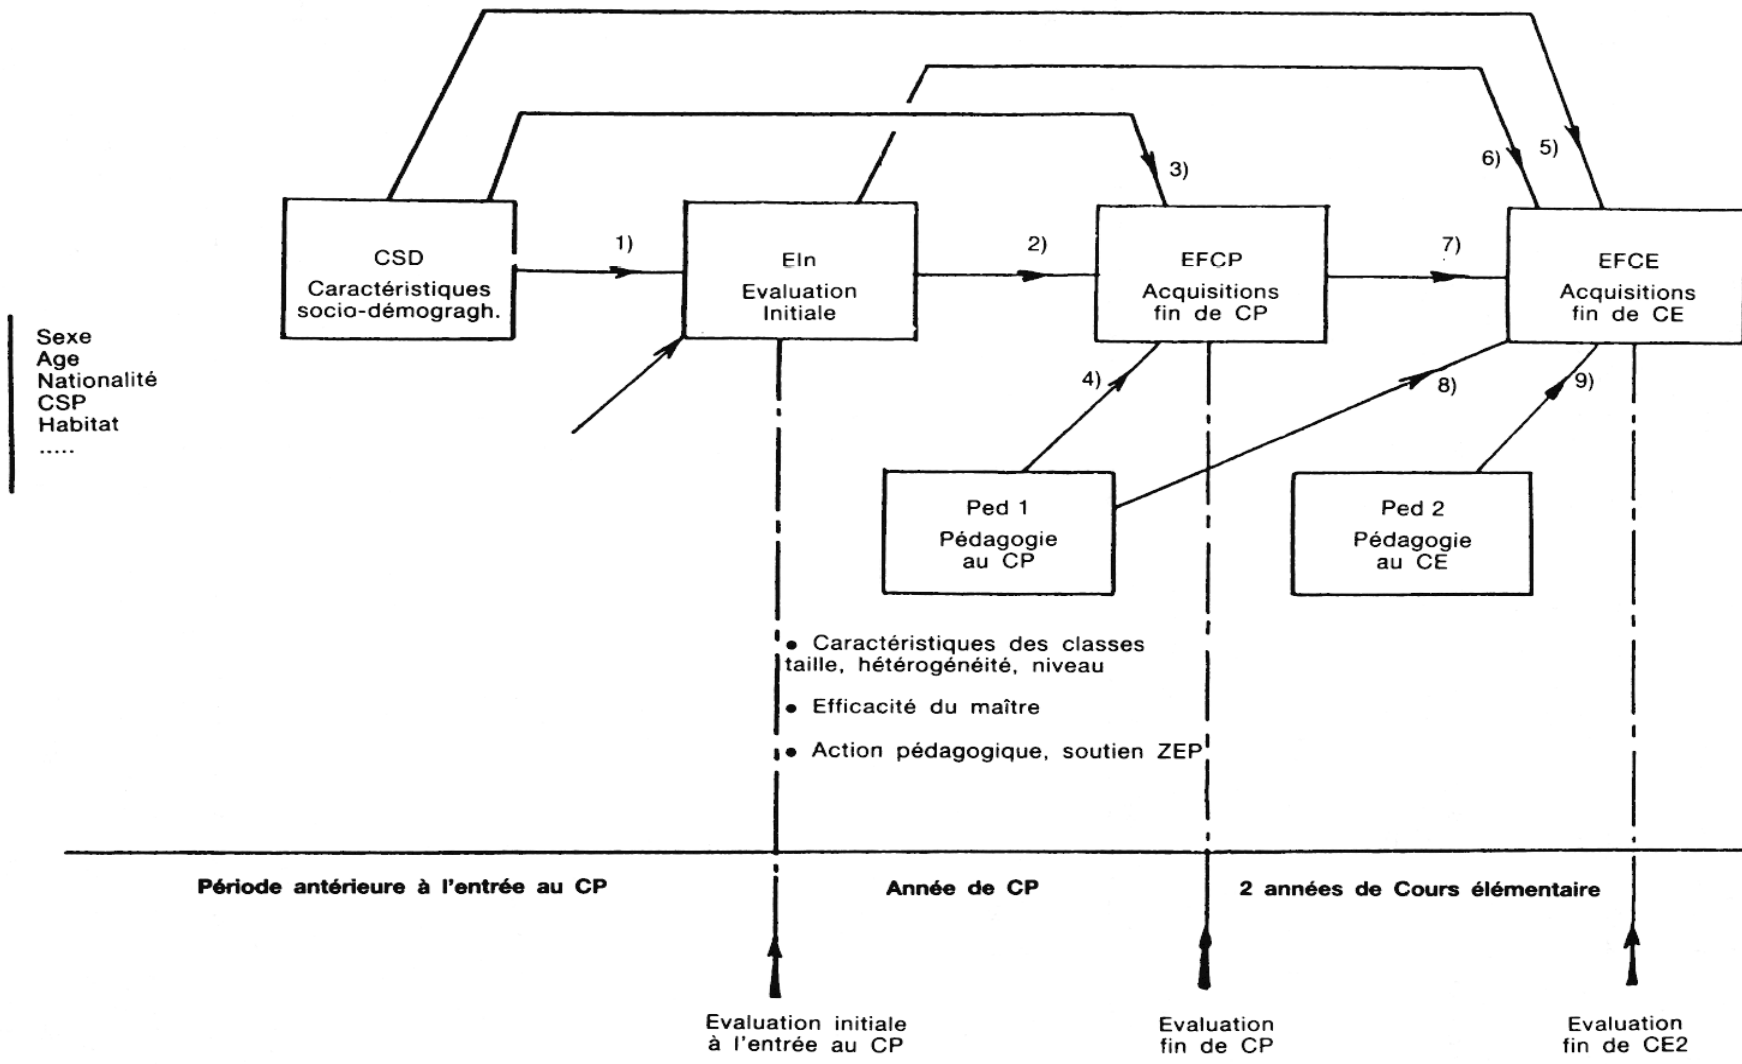 5)
6)
3)
1)
2)
7)
CSD
Caractéristiques
socio-démogragh.
EIn
Evaluation
Initiale
EFCP
Acquisitions
fin de CP
EFCE
Acquisitions
fin de CE
Sexe
Age
Nationalité
CSP
Habitat
.....
4)
8)
9)
Ped 1
Pédagogie
au CP
Ped 2
Pédagogie
au CE
• Caractéristiques des classes
taille, hétérogénéité, niveau
• Efficacité du maître
• Action pédagogique, soutien ZEP
Période antérieure à l'entrée au CP
Année de CP
2 années de Cours élémentaire
Evaluation initiale
à l'entrée au CP
Evaluation
fin de CP
Evaluation
fin de CE2